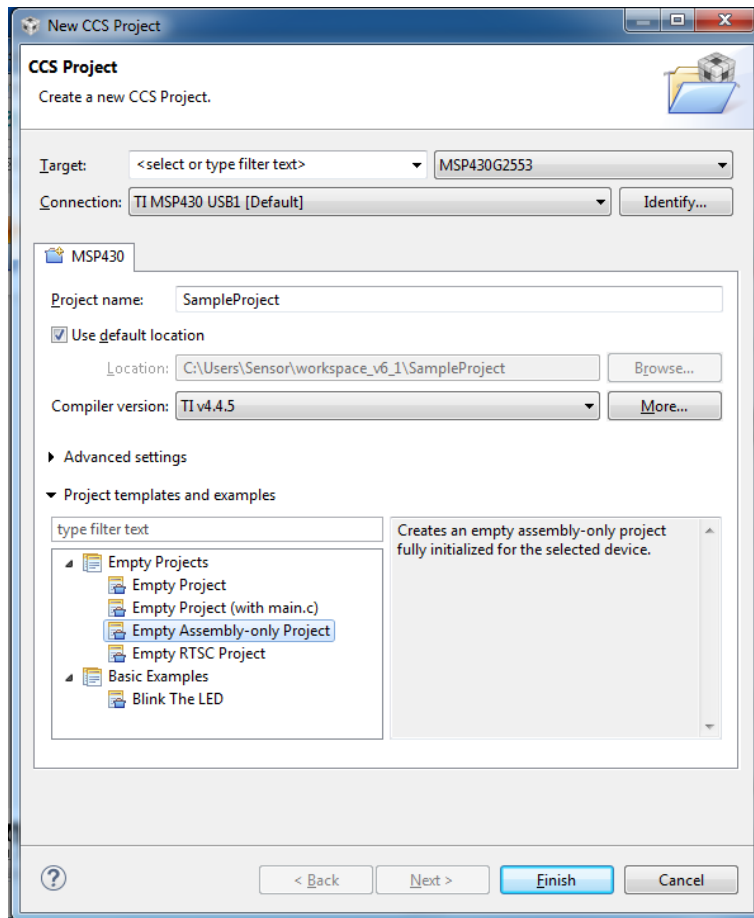 New CCS Project
CCS Project
Create a new CCS Project.
Target: <select or type filter text> MSP430G2553
Connection: TI MSP430 USB1 [Default] Identify...
MSP430
Project name: SampleProject
Use default location
Location: C:\Users\Sensor\workspace_v6_1\SampleProject Browse...
Compiler version: TI v4.4.5 More...
Advanced settings
Project templates and examples
type filter text
Empty Projects
Empty Project
Empty Project (with main.c)
Empty Assembly-only Project
Empty RTSC Project
Basic Examples
Blink The LED
Creates an empty assembly-only project
fully initialized for the selected device.
< Back Next > Finish Cancel